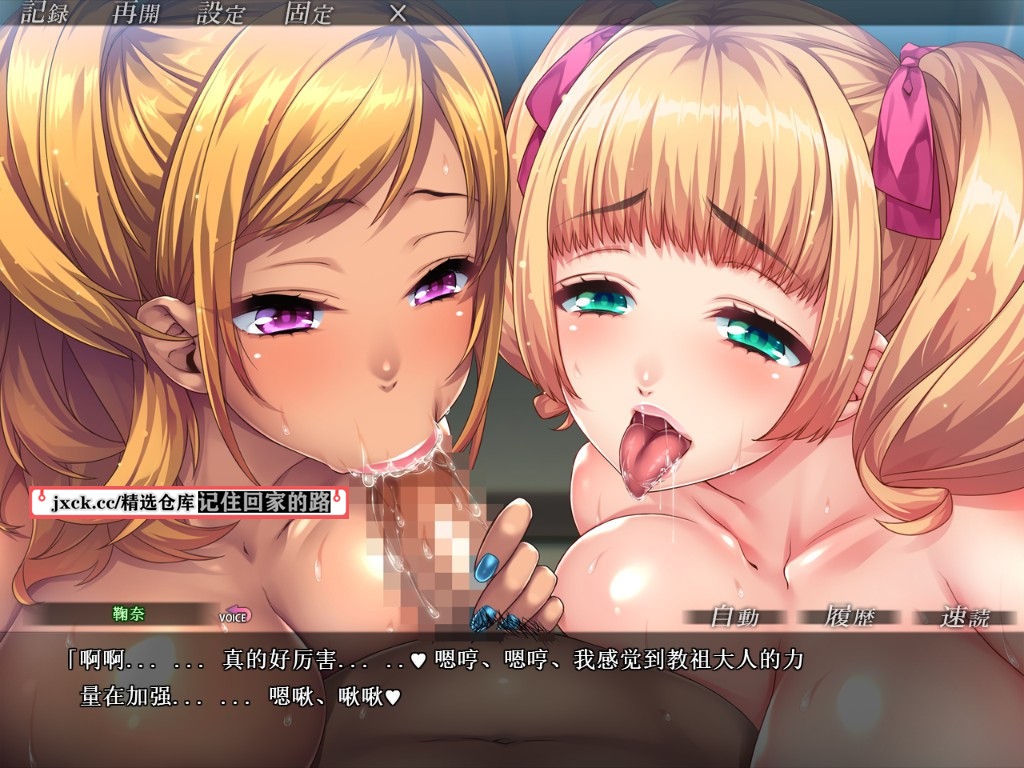 記録 再開 設定 固定 ×
jxck.cc/精选仓库记住回家的路
鞠奈 VOICE 自動 履歴 速読
「啊啊... ... 真的好厉害... ..♥嗯哼、嗯哼、我感觉到教祖大人的力
量在加强... ... 嗯啾、啾啾♥